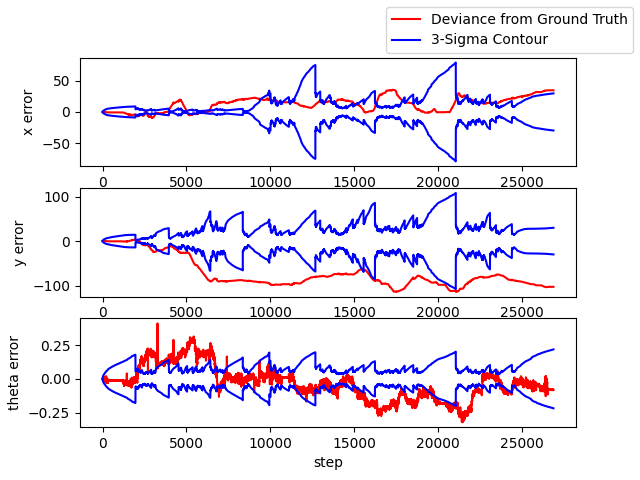 Deviance from Ground Truth
3-Sigma Contour
x error
50
0
−50
0 5000 10000 15000 20000 25000
y error
100
0
−100
0 5000 10000 15000 20000 25000
theta error
0.25
0.00
−0.25
0 5000 10000 15000 20000 25000
step